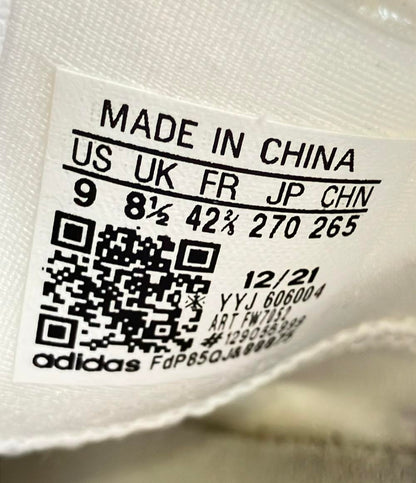 MADE IN CHINA
US UK FR JP CHN
9 8½ 42⅔ 270 265
12/21
YYJ 606004
ART FW7052
adidas